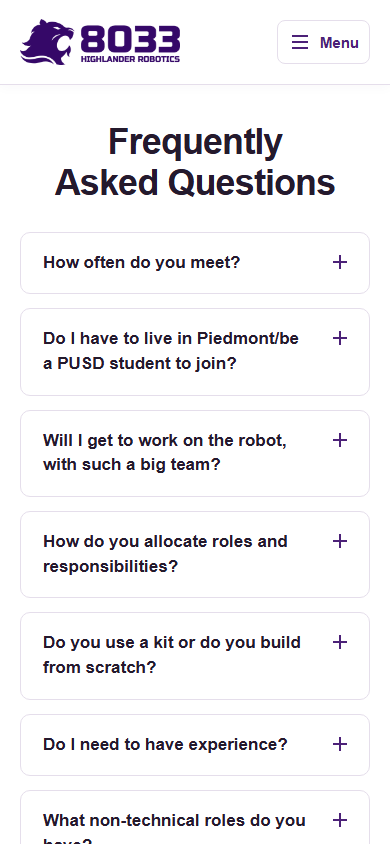 8033
HIGHLANDER ROBOTICS
Menu
Frequently
Asked Questions
How often do you meet?
Do I have to live in Piedmont/be
a PUSD student to join?
Will I get to work on the robot,
with such a big team?
How do you allocate roles and
responsibilities?
Do you use a kit or do you build
from scratch?
Do I need to have experience?
What non-technical roles do you
have?